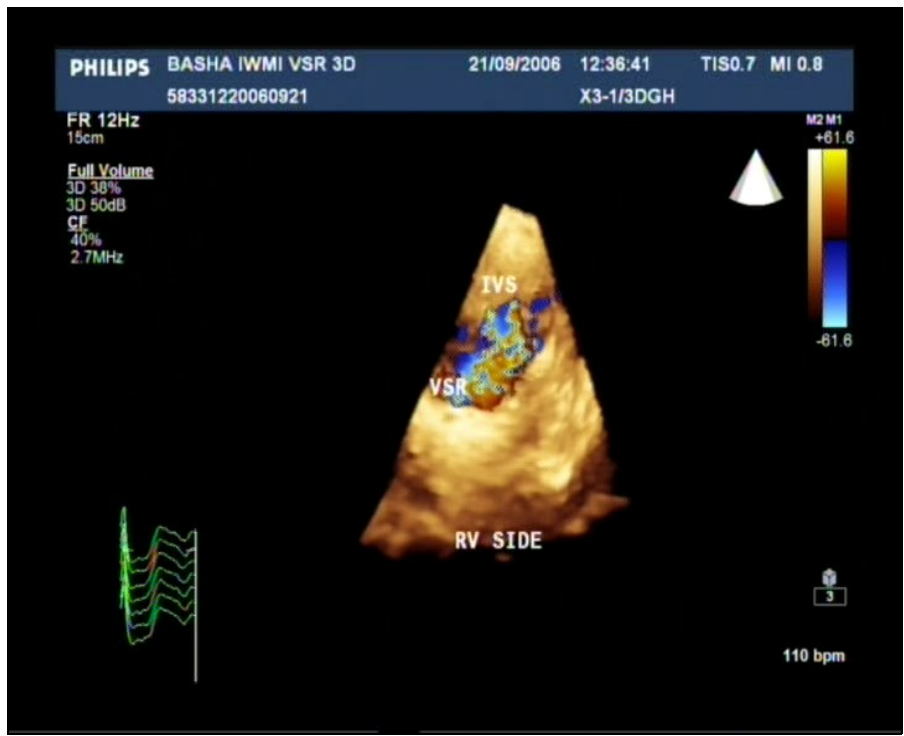 PHILIPS BASHA IWMI VSR 3D 21/09/2006 12:36:41 TIS0.7 MI 0.8
58331220060921 X3-1/3DGH
FR 12Hz
15cm
Full Volume
3D 38%
3D 50dB
CF
40%
2.7MHz
M2 M1
+61.6
-61.6
IVS
VSR
RV SIDE
3
110 bpm